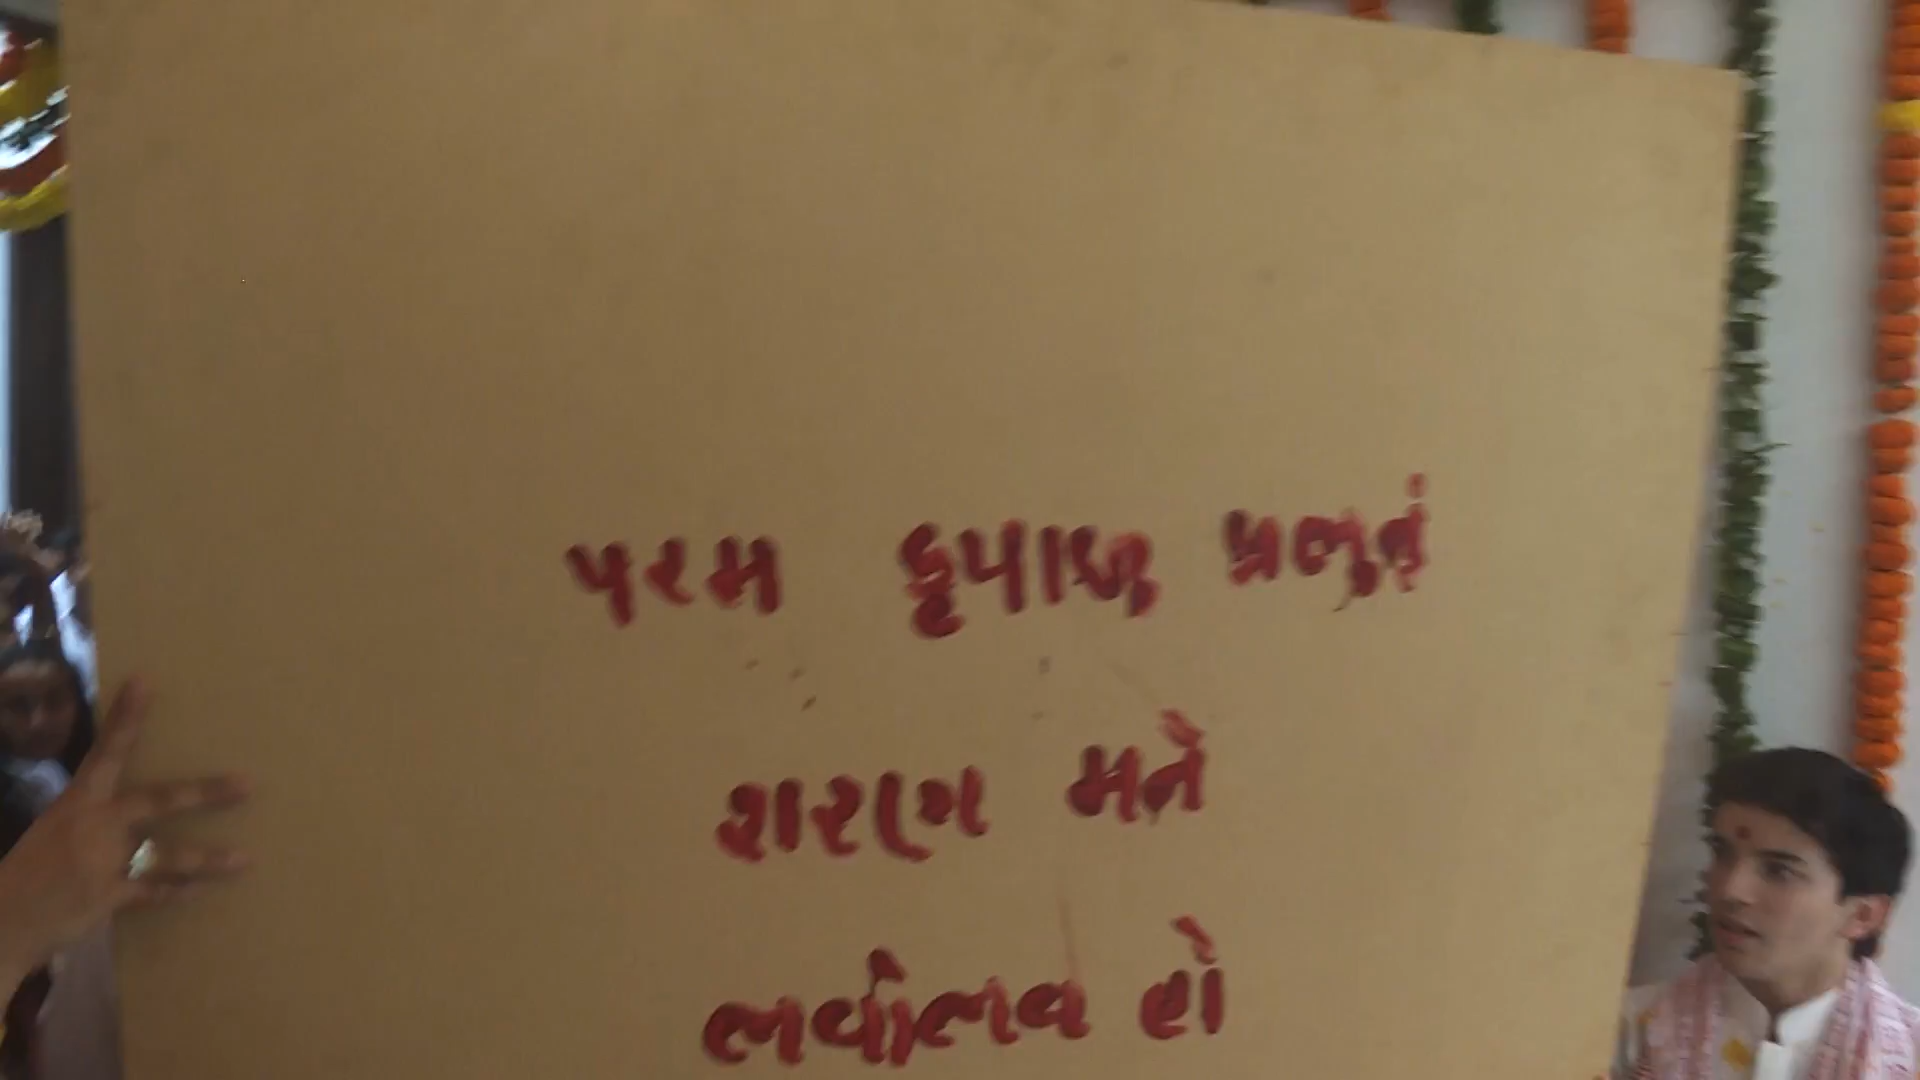 પરમ કૃપાળુ પ્રભુનું
શરણ મને
ભવોભવ હો